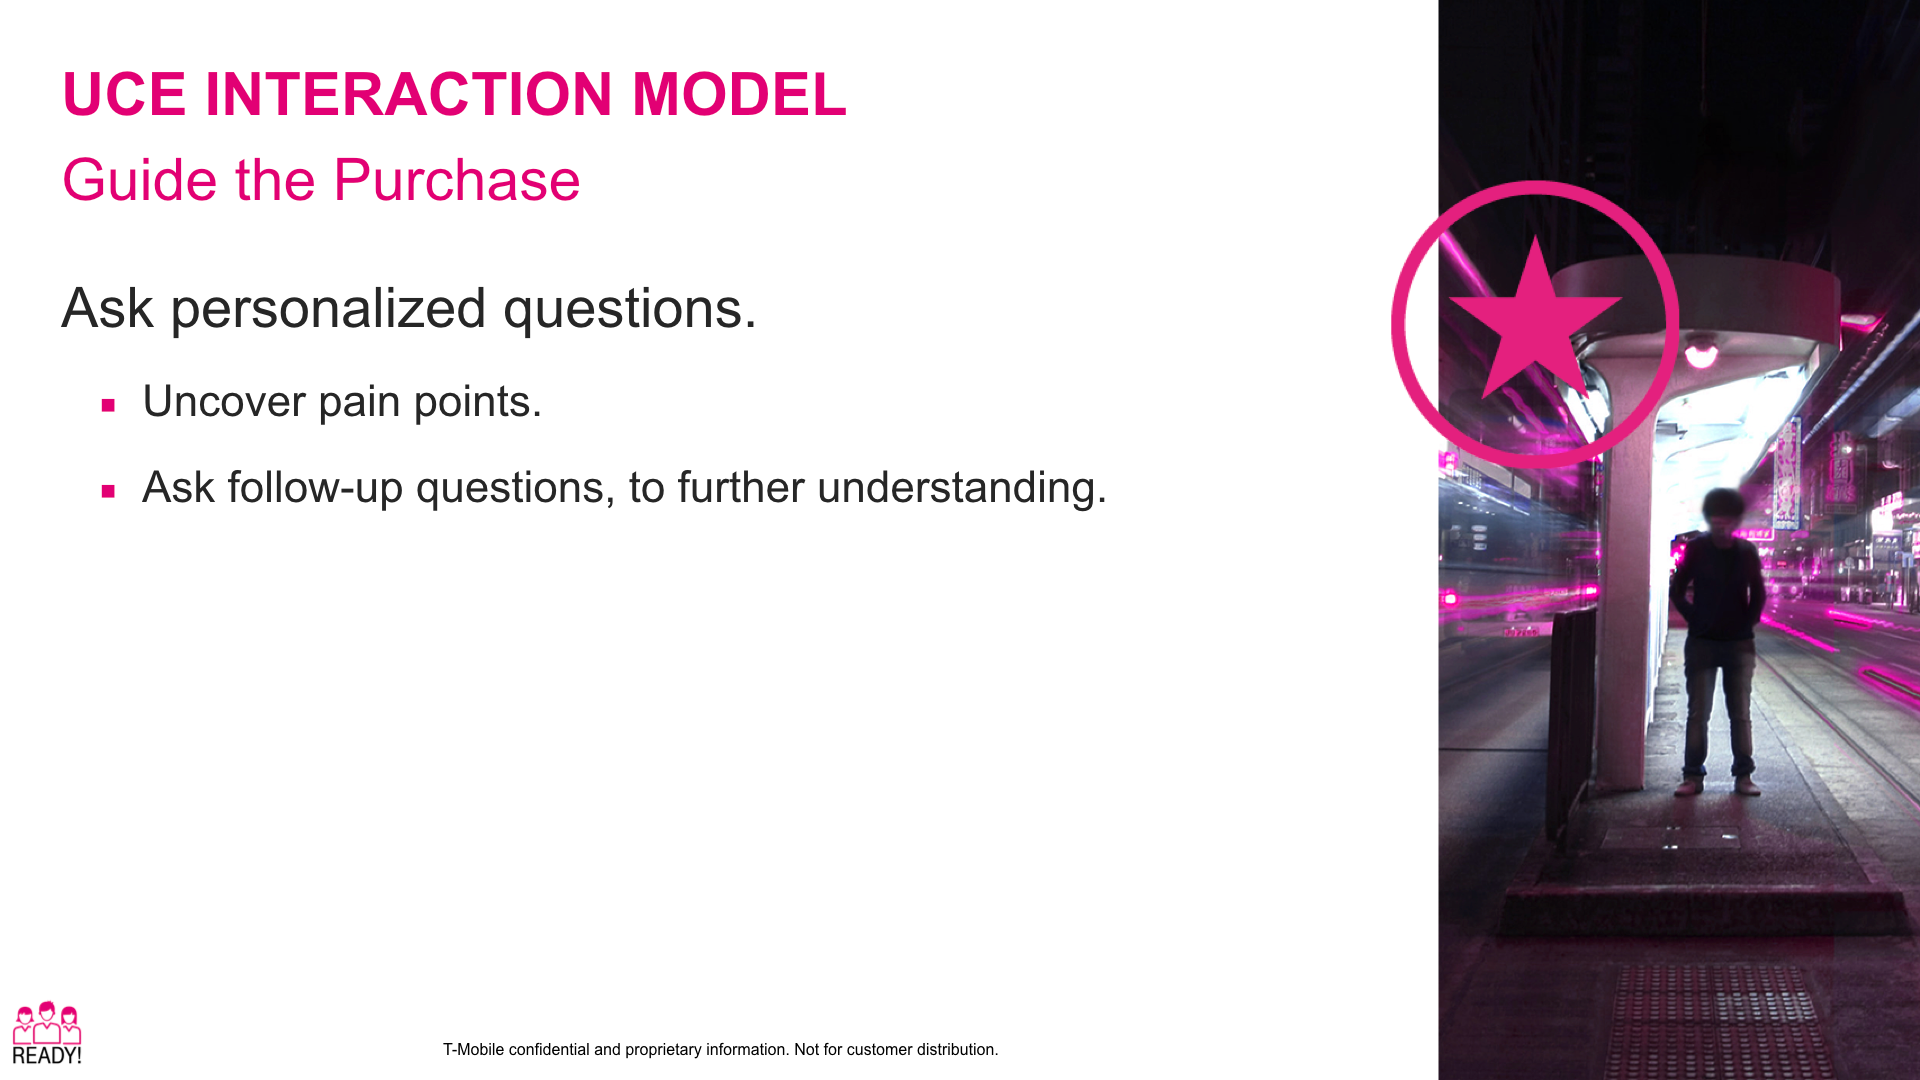 UCE INTERACTION MODEL
Guide the Purchase
Ask personalized questions.
Uncover pain points.
Ask follow-up questions, to further understanding.
READY!
T-Mobile confidential and proprietary information. Not for customer distribution.